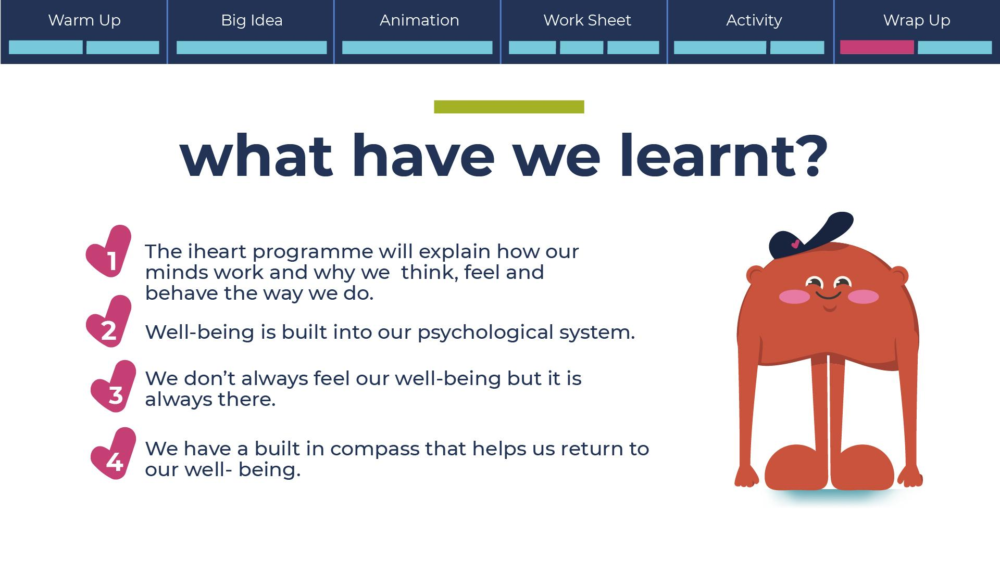 Warm Up
Big Idea
Animation
Work Sheet
Activity
Wrap Up
what have we learnt?
1
The iheart programme will explain how our
minds work and why we  think, feel and
behave the way we do.
2
Well-being is built into our psychological system.
3
We don’t always feel our well-being but it is
always there.
4
We have a built in compass that helps us return to
our well- being.